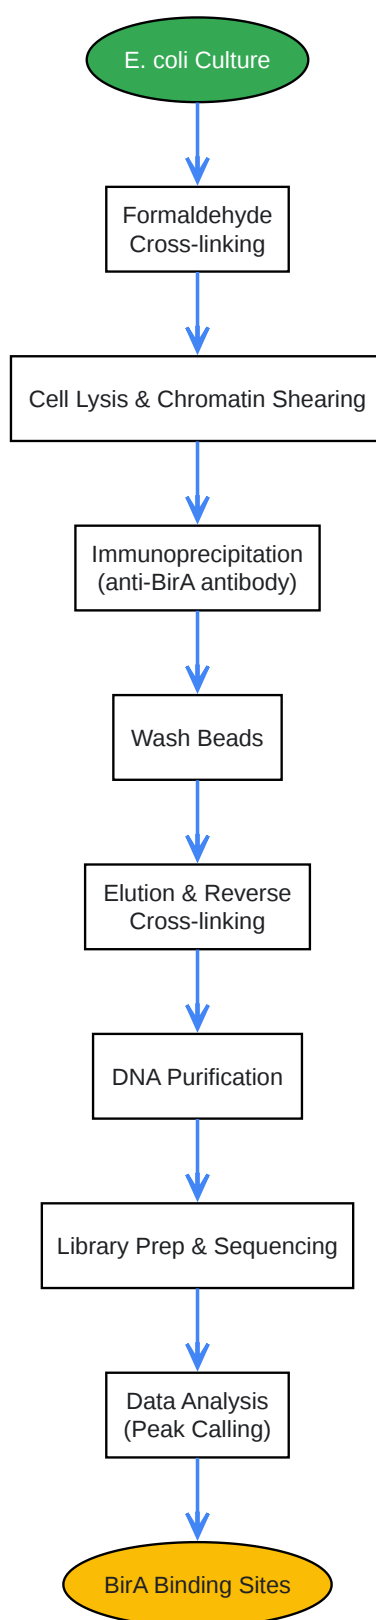 E. coli Culture
Formaldehyde
Cross-linking
Cell Lysis & Chromatin Shearing
Immunoprecipitation
(anti-BirA antibody)
Wash Beads
Elution & Reverse
Cross-linking
DNA Purification
Library Prep & Sequencing
Data Analysis
(Peak Calling)
BirA Binding Sites